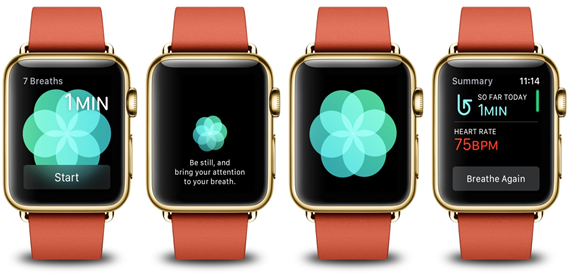 7 Breaths
1MIN
Start
Be still, and
bring your attention
to your breath.
Summary 11:14
SO FAR TODAY
1MIN
HEART RATE
75BPM
Breathe Again